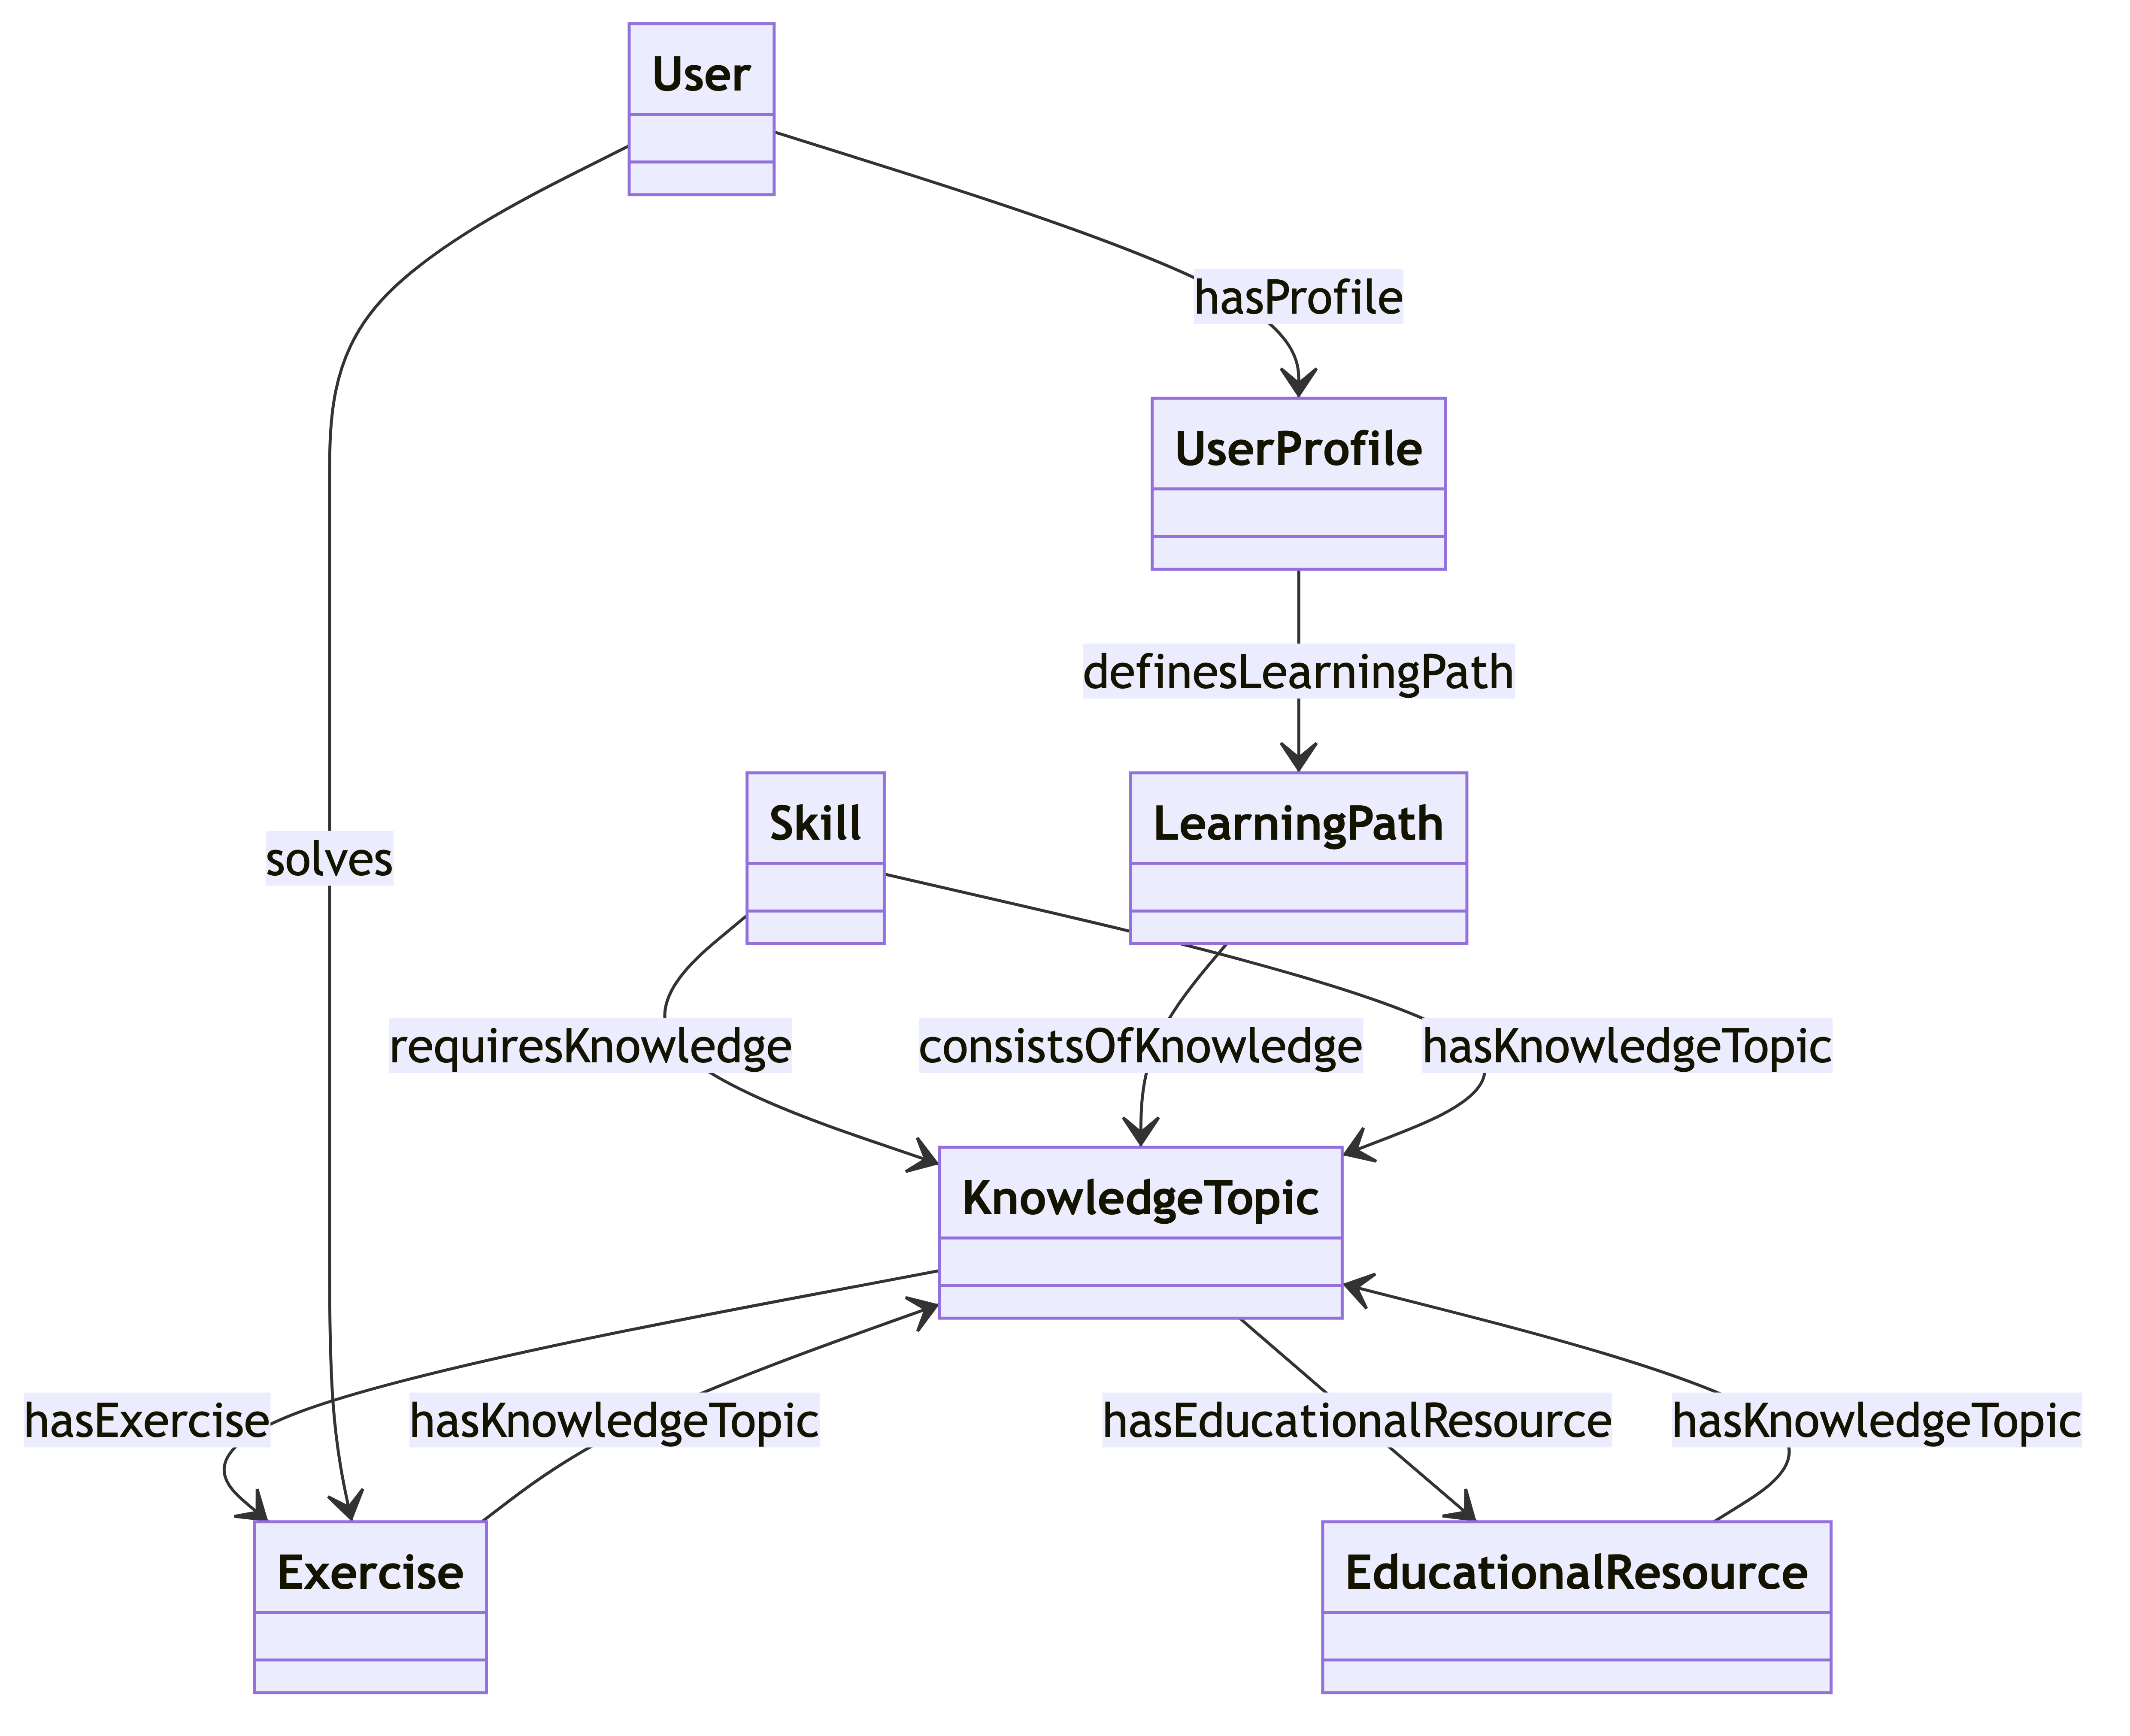 User
hasProfile
UserProfile
definesLearningPath
Skill
LearningPath
solves
requiresKnowledge
consistsOfKnowledge
hasKnowledgeTopic
KnowledgeTopic
hasExercise
hasKnowledgeTopic
hasEducationalResource
hasKnowledgeTopic
Exercise
EducationalResource